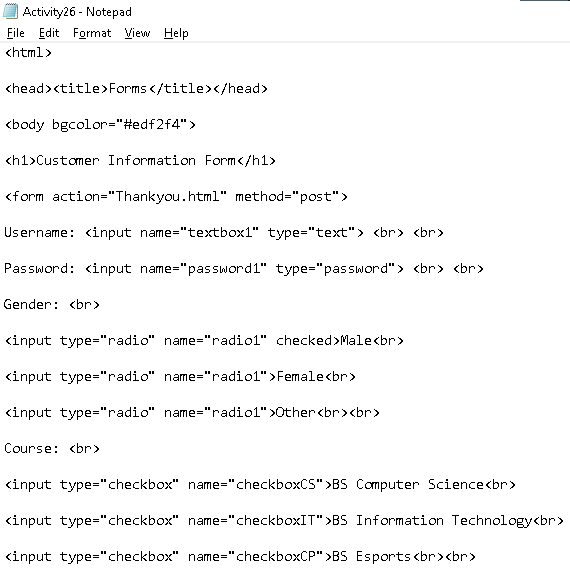 Activity26 - Notepad
File Edit Format View Help
<html>
<head><title>Forms</title></head>
<body bgcolor="#edf2f4">
<h1>Customer Information Form</h1>
<form action="Thankyou.html" method="post">
Username: <input name="textbox1" type="text"> <br> <br>
Password: <input name="password1" type="password"> <br> <br>
Gender: <br>
<input type="radio" name="radio1" checked>Male<br>
<input type="radio" name="radio1">Female<br>
<input type="radio" name="radio1">Other<br><br>
Course: <br>
<input type="checkbox" name="checkboxCS">BS Computer Science<br>
<input type="checkbox" name="checkboxIT">BS Information Technology<br>
<input type="checkbox" name="checkboxCP">BS Esports<br><br>